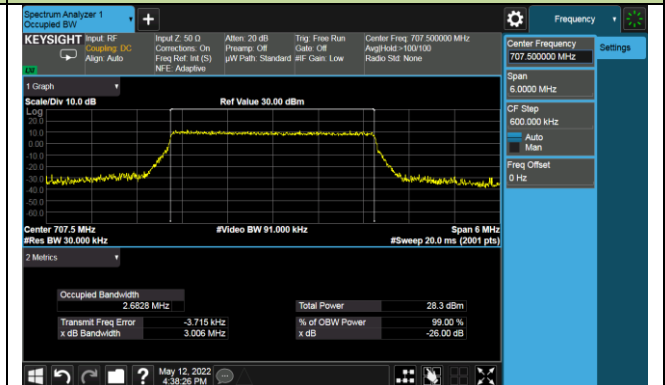 Spectrum Analyzer 1
Occupied BW
+
Frequency
KEYSIGHT
Input: RF
Coupling: DC
Align: Auto
Input Z: 50 Ω
Corrections: On
Freq Ref: Int (S)
NFE: Adaptive
Atten: 20 dB
Preamp: Off
µW Path: Standard
Trig: Free Run
Gate: Off
#IF Gain: Low
Center Freq: 707.500000 MHz
Avg|Hold:>100/100
Radio Std: None
Center Frequency
707.500000 MHz
Settings
Span
6.0000 MHz
CF Step
600.000 kHz
Auto
Man
Freq Offset
0 Hz
1 Graph
Scale/Div 10.0 dB
Ref Value 30.00 dBm
Log
20.0
10.0
0.00
-10.0
-20.0
-30.0
-40.0
-50.0
-60.0
Center 707.5 MHz
#Video BW 91.000 kHz
Span 6 MHz
#Res BW 30.000 kHz
#Sweep 20.0 ms (2001 pts)
2 Metrics
Occupied Bandwidth
2.6828 MHz
Total Power 28.3 dBm
Transmit Freq Error -3.715 kHz
% of OBW Power 99.00 %
x dB Bandwidth 3.006 MHz
x dB -26.00 dB
?
May 12, 2022
4:38:26 PM